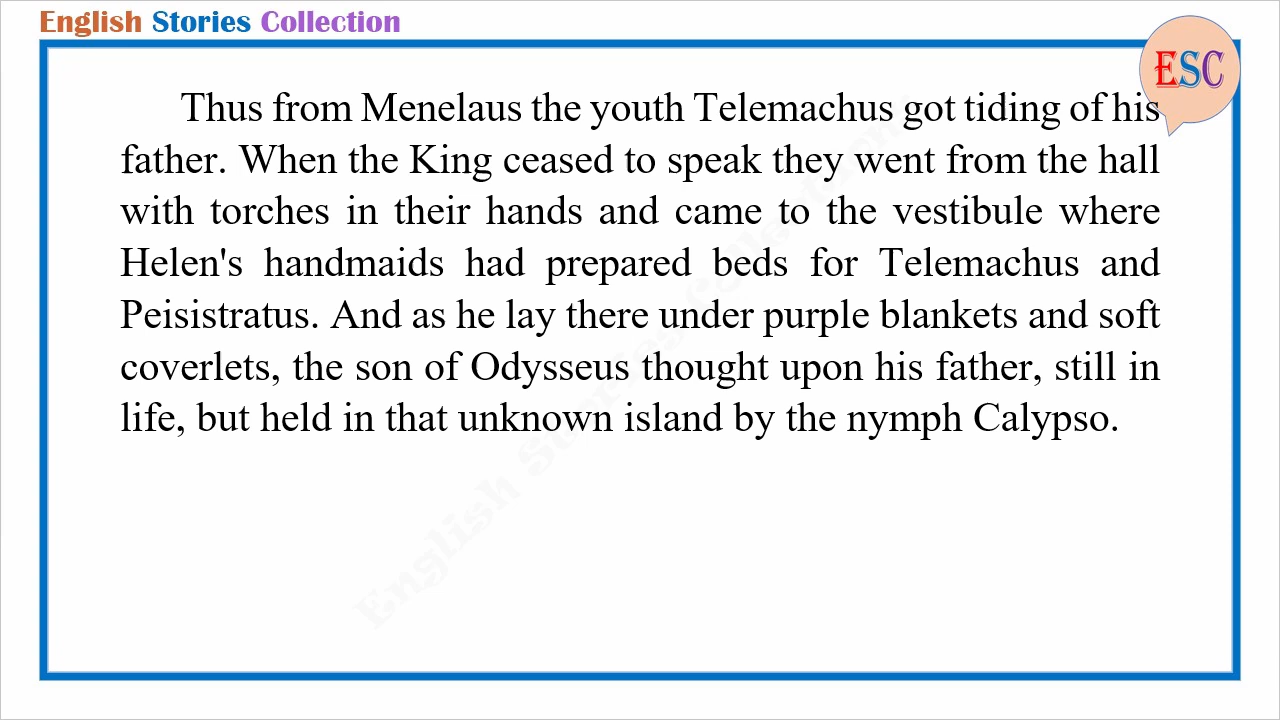 English Stories Collection
ESC
Thus from Menelaus the youth Telemachus got tiding of his
father. When the King ceased to speak they went from the hall
with torches in their hands and came to the vestibule where
Helen's handmaids had prepared beds for Telemachus and
Peisistratus. And as he lay there under purple blankets and soft
coverlets, the son of Odysseus thought upon his father, still in
life, but held in that unknown island by the nymph Calypso.
English Stories Collection